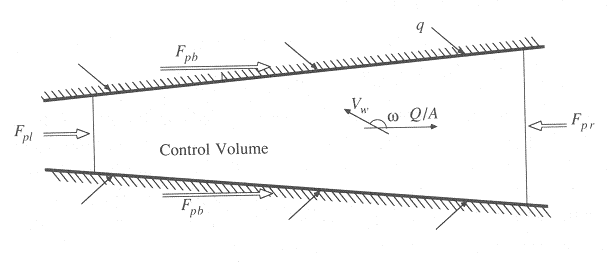 q
F_pb
V_w ω Q/A
F_pl
F_pr
Control Volume
F_pb